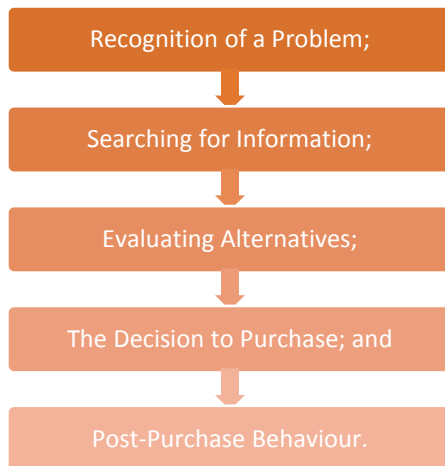 Recognition of a Problem;
Searching for Information;
Evaluating Alternatives;
The Decision to Purchase; and
Post-Purchase Behaviour.